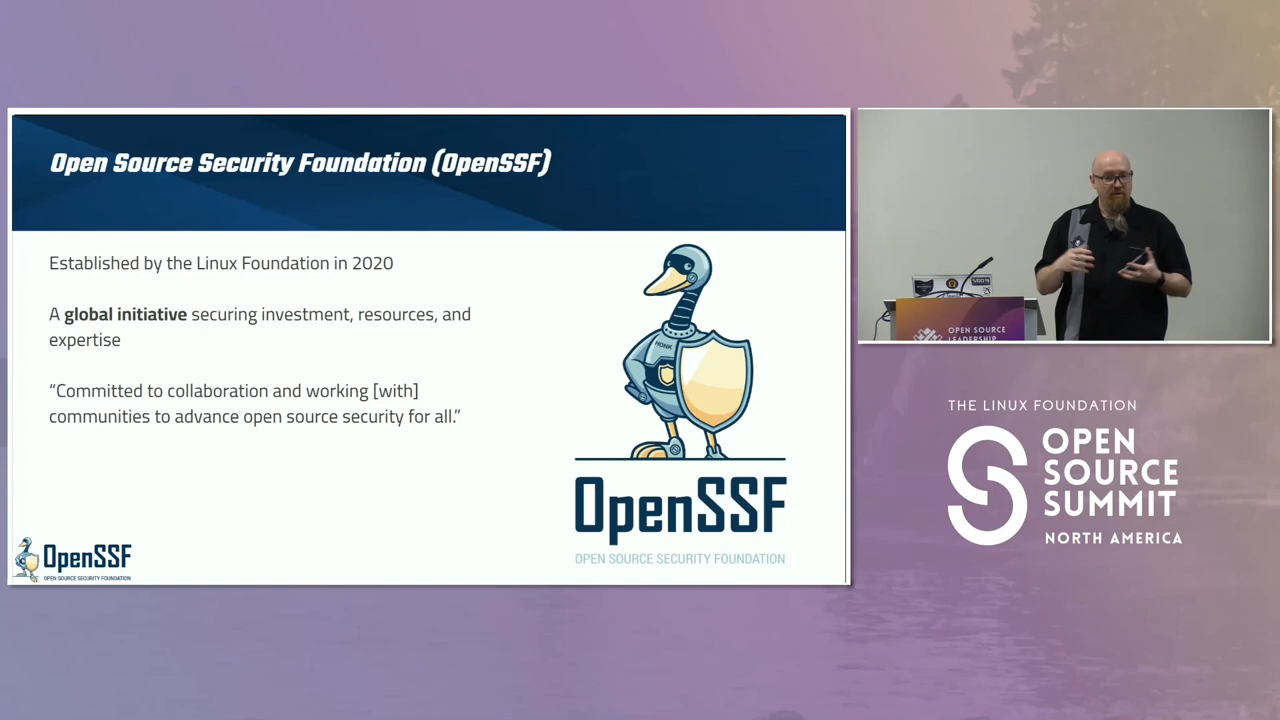 Open Source Security Foundation (OpenSSF)
Established by the Linux Foundation in 2020
A global initiative securing investment, resources, and
expertise
“Committed to collaboration and working [with]
communities to advance open source security for all.”
HONK
OpenSSF
OPEN SOURCE SECURITY FOUNDATION
OpenSSF
OPEN SOURCE SECURITY FOUNDATION
OPEN SOURCE
LEADERSHIP
THE LINUX FOUNDATION
OPEN
SOURCE
SUMMIT
NORTH AMERICA